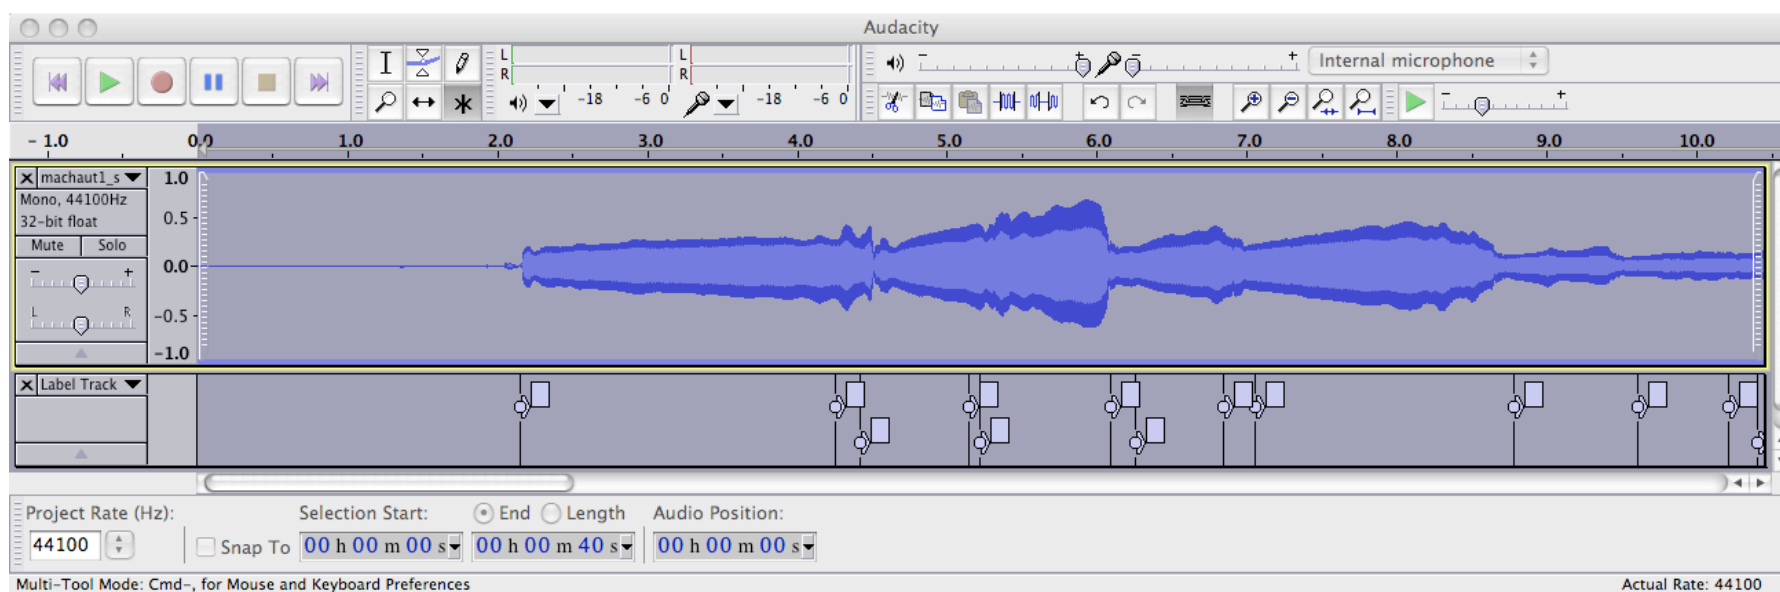 Audacity
L
R
L
R
-18 -6 0
-18 -6 0
- + - +
Internal microphone
- +
- 1.0 0.0 1.0 2.0 3.0 4.0 5.0 6.0 7.0 8.0 9.0 10.0
machaut1_s
Mono, 44100Hz
32-bit float
Mute Solo
- +
L R
1.0
0.5
0.0
-0.5
-1.0
Label Track
Project Rate (Hz):
44100
Snap To
Selection Start:
End Length
Audio Position:
00 h 00 m 00 s
00 h 00 m 40 s
00 h 00 m 00 s
Multi-Tool Mode: Cmd-, for Mouse and Keyboard Preferences
Actual Rate: 44100